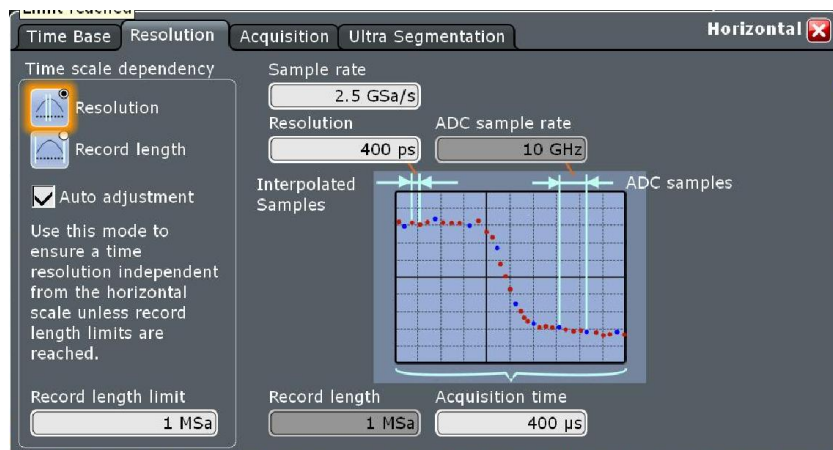 Limit reached
Horizontal
Time Base Resolution Acquisition Ultra Segmentation
Time scale dependency
Resolution
Record length
Auto adjustment
Use this mode to
ensure a time
resolution independent
from the horizontal
scale unless record
length limits are
reached.
Record length limit
1 MSa
Sample rate
2.5 GSa/s
Resolution
400 ps
ADC sample rate
10 GHz
Interpolated
Samples
ADC samples
Record length
1 MSa
Acquisition time
400 µs